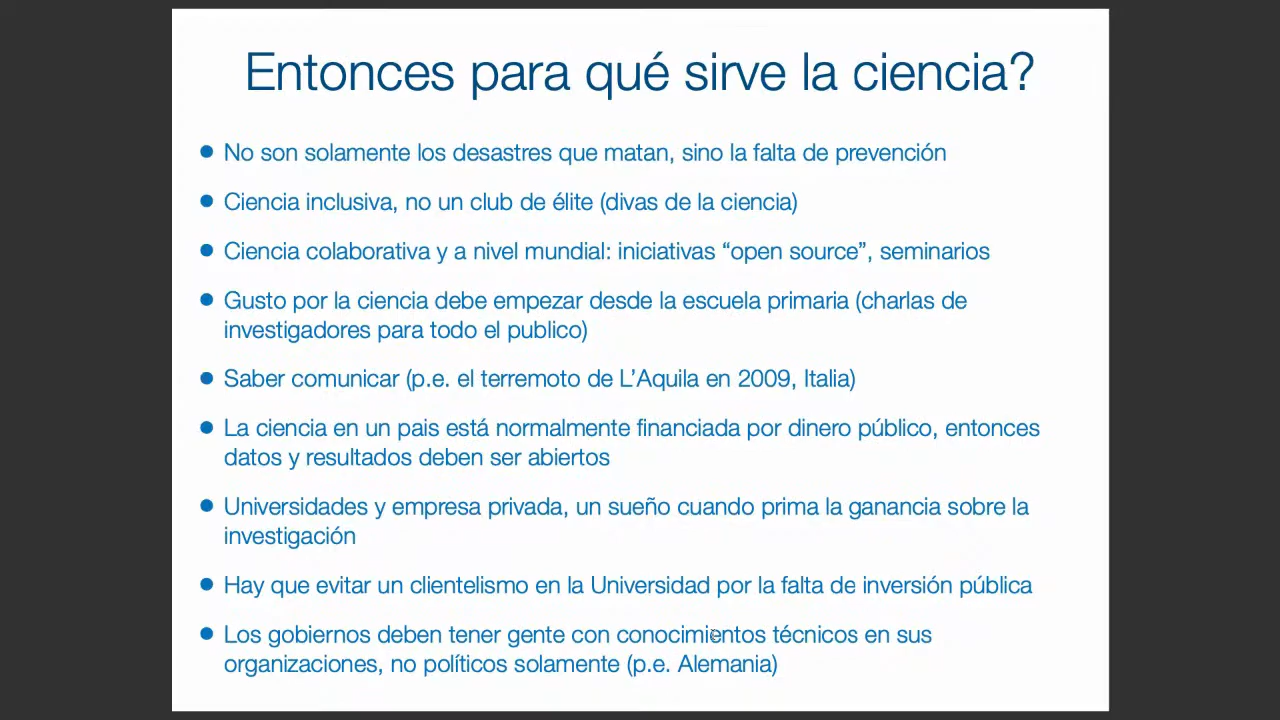 Entonces para qué sirve la ciencia?
● No son solamente los desastres que matan, sino la falta de prevención
● Ciencia inclusiva, no un club de élite (divas de la ciencia)
● Ciencia colaborativa y a nivel mundial: iniciativas “open source”, seminarios
● Gusto por la ciencia debe empezar desde la escuela primaria (charlas de
investigadores para todo el publico)
● Saber comunicar (p.e. el terremoto de L’Aquila en 2009, Italia)
● La ciencia en un pais está normalmente financiada por dinero público, entonces
datos y resultados deben ser abiertos
● Universidades y empresa privada, un sueño cuando prima la ganancia sobre la
investigación
● Hay que evitar un clientelismo en la Universidad por la falta de inversión pública
● Los gobiernos deben tener gente con conocimientos técnicos en sus
organizaciones, no políticos solamente (p.e. Alemania)